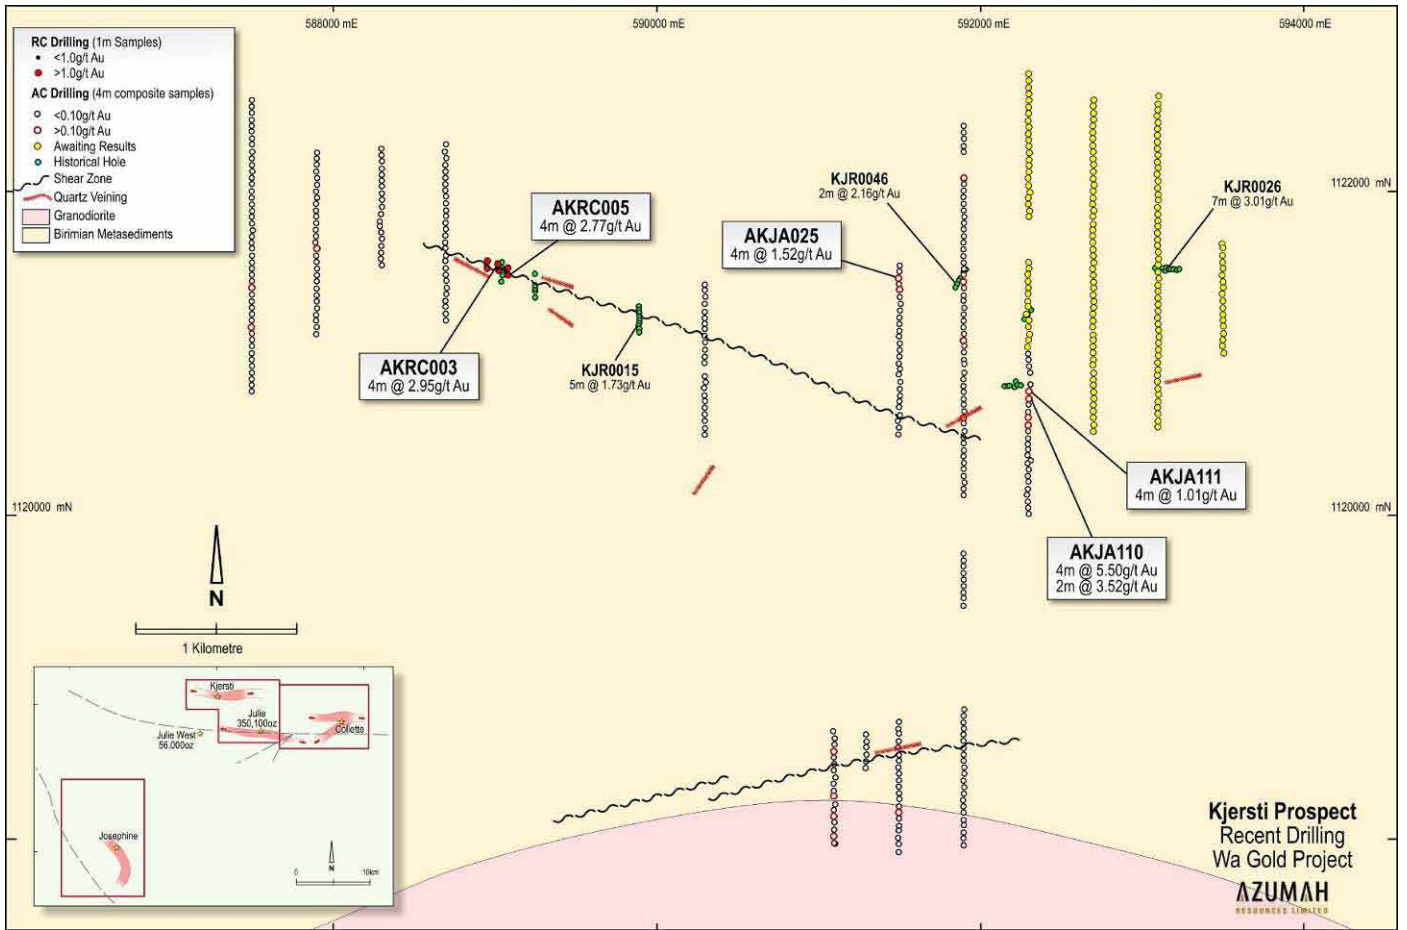 588000 mE
590000 mE
592000 mE
594000 mE
RC Drilling (1m Samples)
<1.0g/t Au
>1.0g/t Au
AC Drilling (4m composite samples)
<0.10g/t Au
>0.10g/t Au
Awaiting Results
Historical Hole
Shear Zone
Quartz Veining
Granodiorite
Birimian Metasediments
1122000 mN
KJR0046
2m @ 2.16g/t Au
KJR0026
7m @ 3.01g/t Au
AKRC005
4m @ 2.77g/t Au
AKJA025
4m @ 1.52g/t Au
AKRC003
4m @ 2.95g/t Au
KJR0015
5m @ 1.73g/t Au
AKJA111
4m @ 1.01g/t Au
1120000 mN
AKJA110
4m @ 5.50g/t Au
2m @ 3.52g/t Au
N
1 Kilometre
Kjersti
Julie
350,100oz
Julie West
56,000oz
Collette
Josephine
N
0
10km
Kjersti Prospect
Recent Drilling
Wa Gold Project
AZUMAH
RESOURCES LIMITED